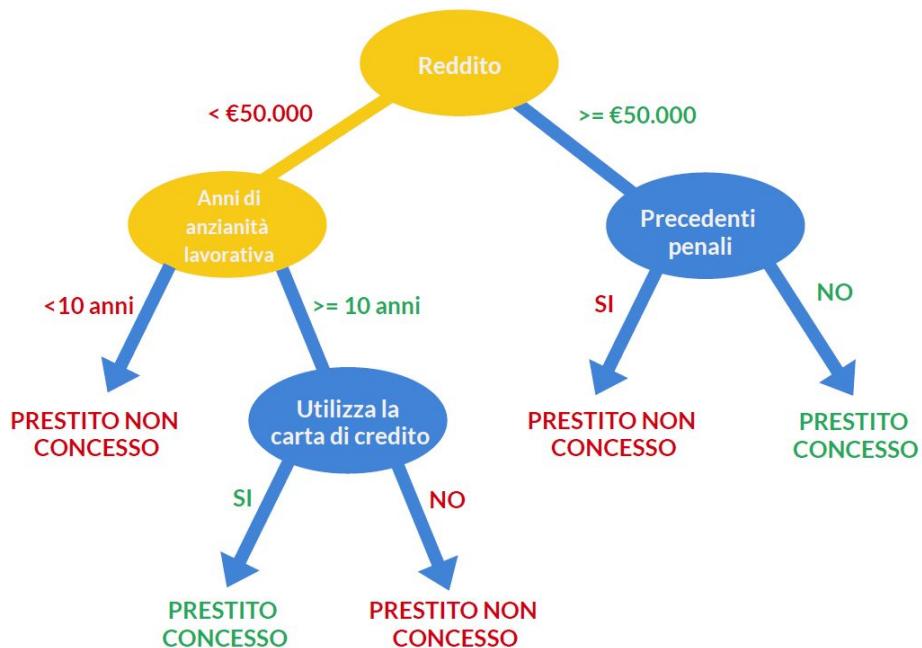 Reddito
< €50.000
>= €50.000
Anni di
anzianità
lavorativa
Precedenti
penali
<10 anni
>= 10 anni
SI
NO
PRESTITO NON
CONCESSO
Utilizza la
carta di credito
PRESTITO NON
CONCESSO
PRESTITO
CONCESSO
SI
NO
PRESTITO
CONCESSO
PRESTITO NON
CONCESSO